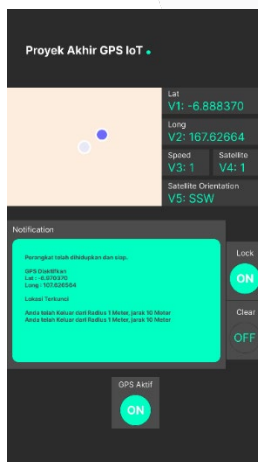 Proyek Akhir GPS IoT
Lat
V1: -6.888370
Long
V2: 167.62664
Speed
V3: 1
Satellite
V4: 1
Satellite Orientation
V5: SSW
Notification
Perangkat telah dihidupkan dan siap.
GPS Diaktifkan
Lat : -6.970370
Long : 107.626564
Lokasi Terkunci
Anda telah Keluar dari Radius 1 Meter, jarak 10 Meter
Anda telah Keluar dari Radius 1 Meter, jarak 10 Meter
Lock
ON
Clear
OFF
GPS Aktif
ON